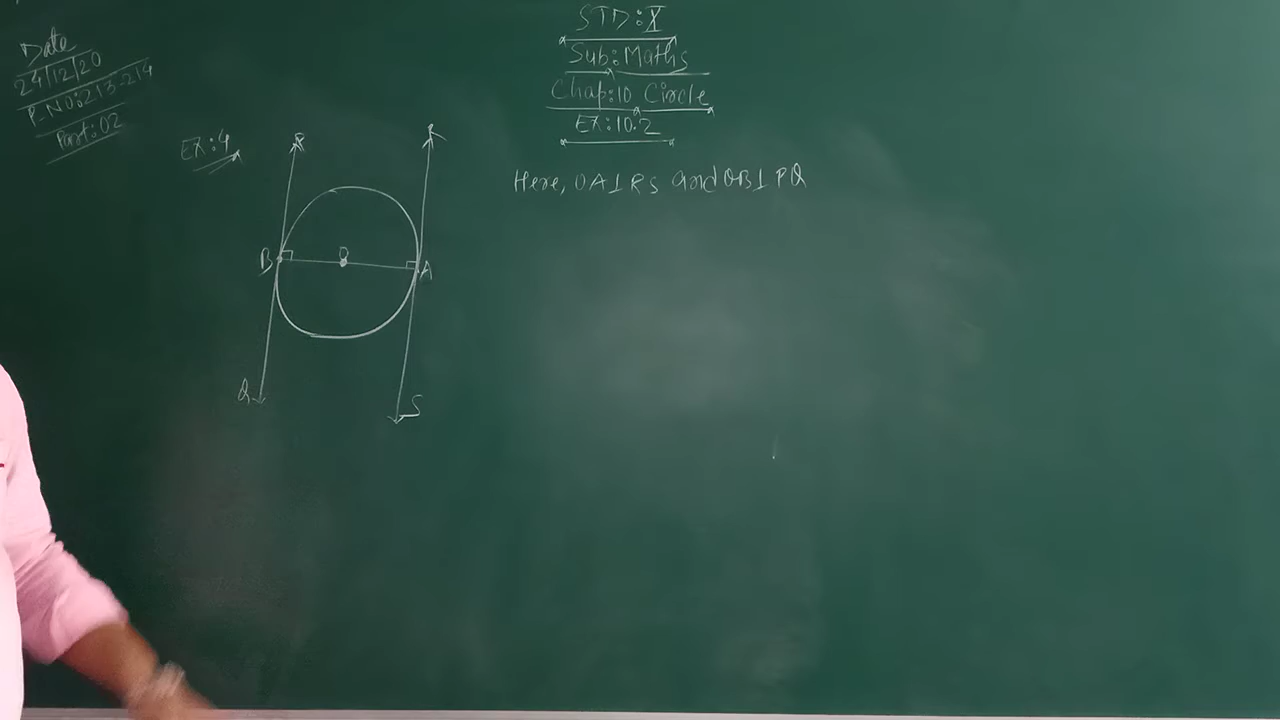 STD:X
Sub:Maths
Chap:10 Circle
EX:10.2
Date
24/12/20
P.NO:213-214
Part:02
EX:4
Here, OA⊥RS and OB⊥PQ
P
R
B
O
A
Q
S